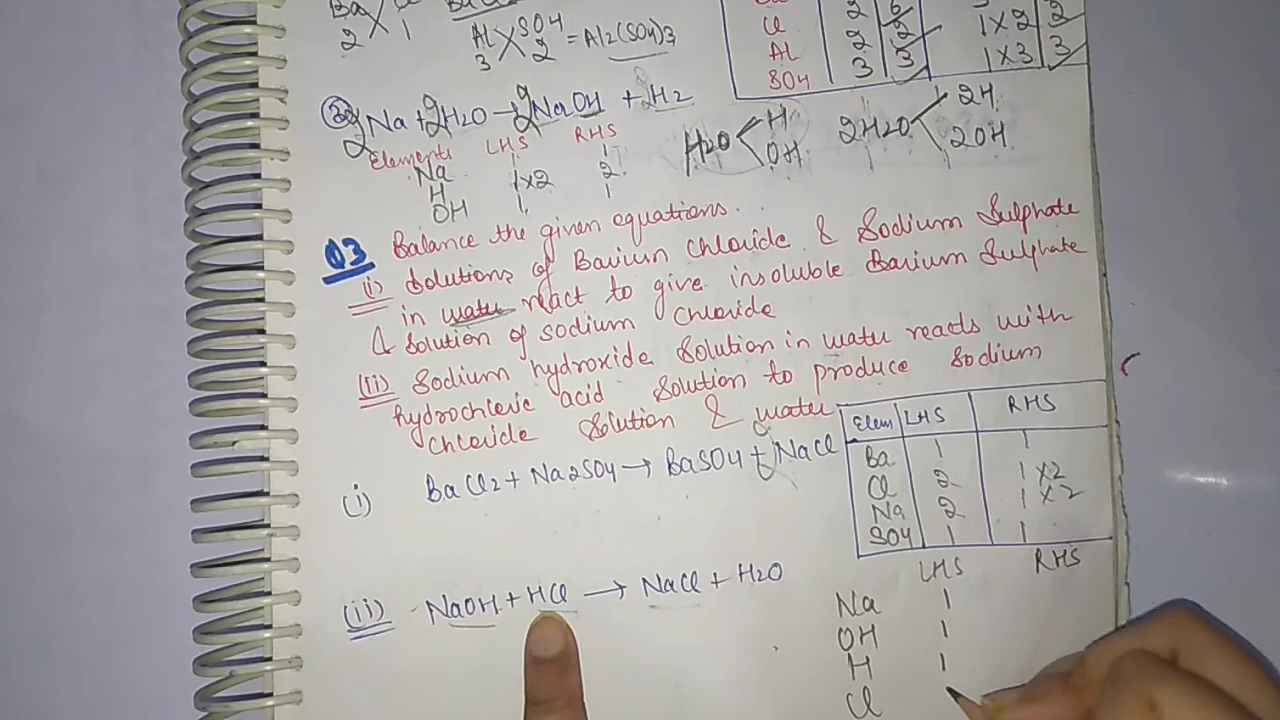 Ba
2 1
Al SO4
3 2 = Al2(SO4)3
Cl 2 2 1×2 2
Al 2 3 1×3 3
SO4 3
2Na + 2H2O → 2NaOH + H2
Elements LHS RHS
Na 1 1
H 1×2 2
OH 1 1
H2O H OH
2H2O 2H 2OH
Q3 Balance the given equations.
(i) Solutions of Barium Chloride & Sodium Sulphate
in water react to give insoluble Barium Sulphate
& solution of sodium chloride
(ii) Sodium hydroxide solution in water reacts with
hydrochloric acid solution to produce sodium
chloride solution & water
Elem LHS RHS
Ba 1 1
Cl 2 1×2
Na 2 1×2
SO4 1 1
(i) BaCl2 + Na2SO4 → BaSO4 + NaCl
LHS RHS
(ii) NaOH + HCl → NaCl + H2O
Na 1
OH 1
H 1
Cl